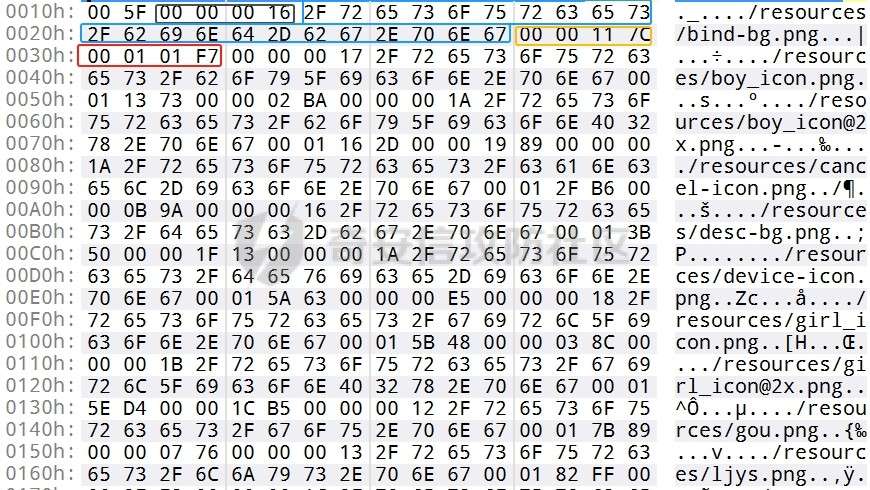 0010h: 00 5F 00 00 00 16 2F 72 65 73 6F 75 72 63 65 73 ._..../resources
0020h: 2F 62 69 6E 64 2D 62 67 2E 70 6E 67 00 00 11 7C /bind-bg.png...|
0030h: 00 01 01 F7 00 00 00 17 2F 72 65 73 6F 75 72 63 ...÷..../resourc
0040h: 65 73 2F 62 6F 79 5F 69 63 6F 6E 2E 70 6E 67 00 es/boy_icon.png.
0050h: 01 13 73 00 00 02 BA 00 00 00 1A 2F 72 65 73 6F ..s...º..../reso
0060h: 75 72 63 65 73 2F 62 6F 79 5F 69 63 6F 6E 40 32 urces/boy_icon@2
0070h: 78 2E 70 6E 67 00 01 16 2D 00 00 19 89 00 00 00 x.png...-...‰...
0080h: 1A 2F 72 65 73 6F 75 72 63 65 73 2F 63 61 6E 63 ./resources/canc
0090h: 65 6C 2D 69 63 6F 6E 2E 70 6E 67 00 01 2F B6 00 el-icon.png../¶.
00A0h: 00 0B 9A 00 00 00 16 2F 72 65 73 6F 75 72 63 65 ..š..../resource
00B0h: 73 2F 64 65 73 63 2D 62 67 2E 70 6E 67 00 01 3B s/desc-bg.png..;
00C0h: 50 00 00 1F 13 00 00 00 1A 2F 72 65 73 6F 75 72 P......../resour
00D0h: 63 65 73 2F 64 65 76 69 63 65 2D 69 63 6F 6E 2E ces/device-icon.
00E0h: 70 6E 67 00 01 5A 63 00 00 00 E5 00 00 00 18 2F png..Zc...å..../
00F0h: 72 65 73 6F 75 72 63 65 73 2F 67 69 72 6C 5F 69 resources/girl_i
0100h: 63 6F 6E 2E 70 6E 67 00 01 5B 48 00 00 03 8C 00 con.png..[H...Œ.
0110h: 00 00 1B 2F 72 65 73 6F 75 72 63 65 73 2F 67 69 .../resources/gi
0120h: 72 6C 5F 69 63 6F 6E 40 32 78 2E 70 6E 67 00 01 rl_icon@2x.png..
0130h: 5E D4 00 00 1C B5 00 00 00 12 2F 72 65 73 6F 75 ^Ô...µ..../resou
0140h: 72 63 65 73 2F 67 6F 75 2E 70 6E 67 00 01 7B 89 rces/gou.png..{‰
0150h: 00 00 07 76 00 00 00 13 2F 72 65 73 6F 75 72 63 ...v..../resourc
0160h: 65 73 2F 6C 6A 79 73 2E 70 6E 67 00 01 82 FF 00 es/ljys.png..‚ÿ.
奇安信攻防社区